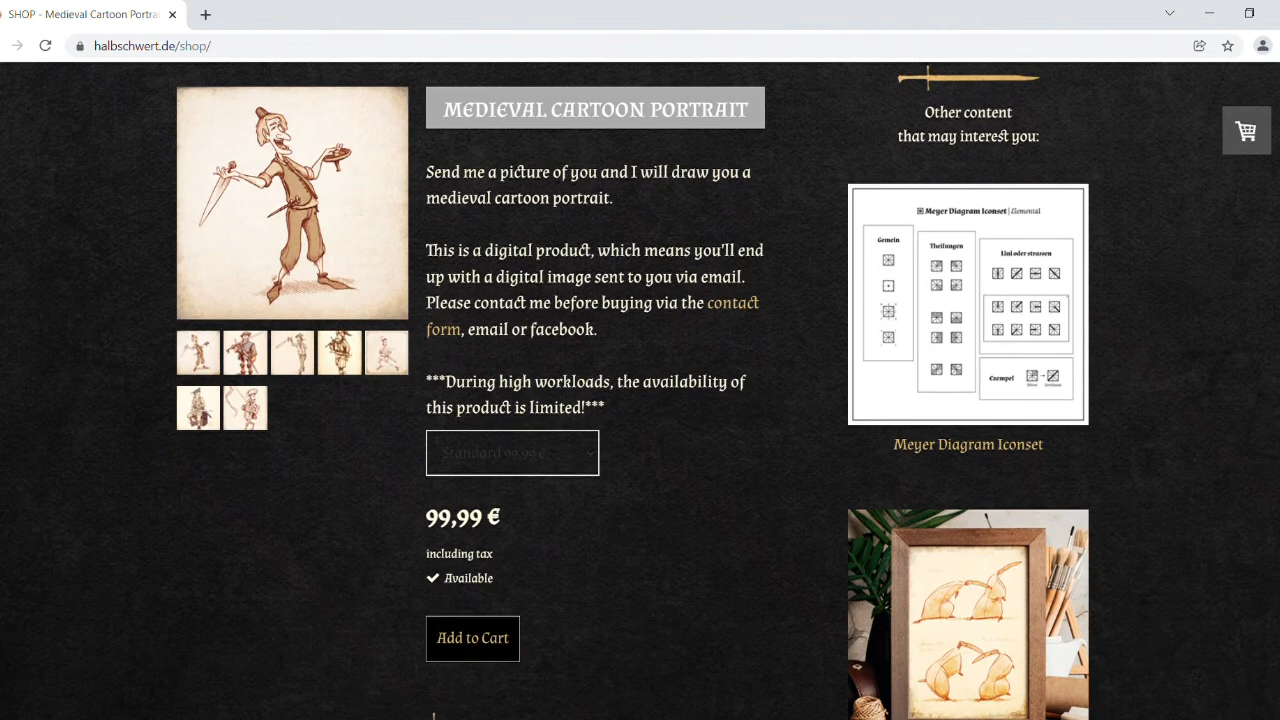 SHOP - Medieval Cartoon Portra
halbschwert.de/shop/
MEDIEVAL CARTOON PORTRAIT
Send me a picture of you and I will draw you a
medieval cartoon portrait.
This is a digital product, which means you'll end
up with a digital image sent to you via email.
Please contact me before buying via the contact
form, email or facebook.
***During high workloads, the availability of
this product is limited!***
Standard 99,99 €
99,99 €
including tax
Available
Add to Cart
Other content
that may interest you:
Meyer Diagram Iconset | Elemental
Gemein
Theilungen
Lini oder strassen
Exempel
Meyer Diagram Iconset